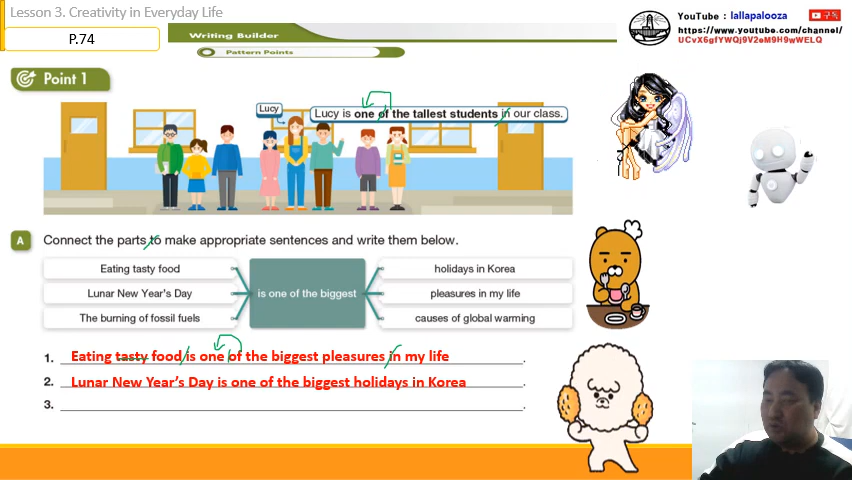 Lesson 3. Creativity in Everyday Life
P.74
Writing Builder
Pattern Points
YouTube : lallapalooza
구독
https://www.youtube.com/channel/
UCvX6gfYWQj9V2eM9H9wWELQ
Point 1
Lucy
Lucy is one of the tallest students in our class.
A Connect the parts to make appropriate sentences and write them below.
Eating tasty food
holidays in Korea
Lunar New Year's Day
is one of the biggest
pleasures in my life
The burning of fossil fuels
causes of global warming
1. Eating tasty food is one of the biggest pleasures in my life.
2. Lunar New Year's Day is one of the biggest holidays in Korea.
3.